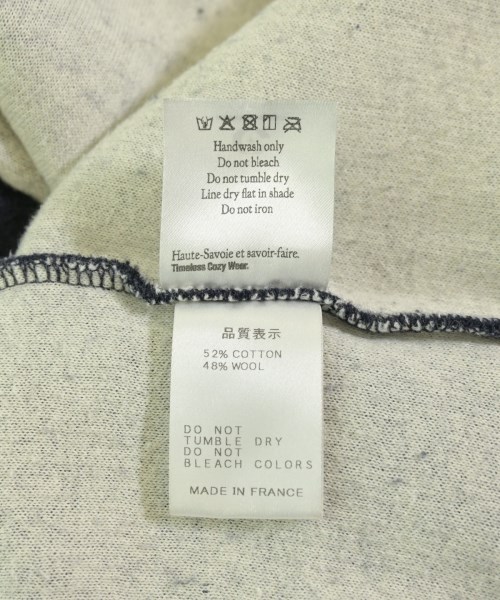 Handwash only
Do not bleach
Do not tumble dry
Line dry flat in shade
Do not iron
Haute-Savoie et savoir-faire.
Timeless Cozy Wear.
品質表示
52% COTTON
48% WOOL
DO NOT
TUMBLE DRY
DO NOT
BLEACH COLORS
MADE IN FRANCE